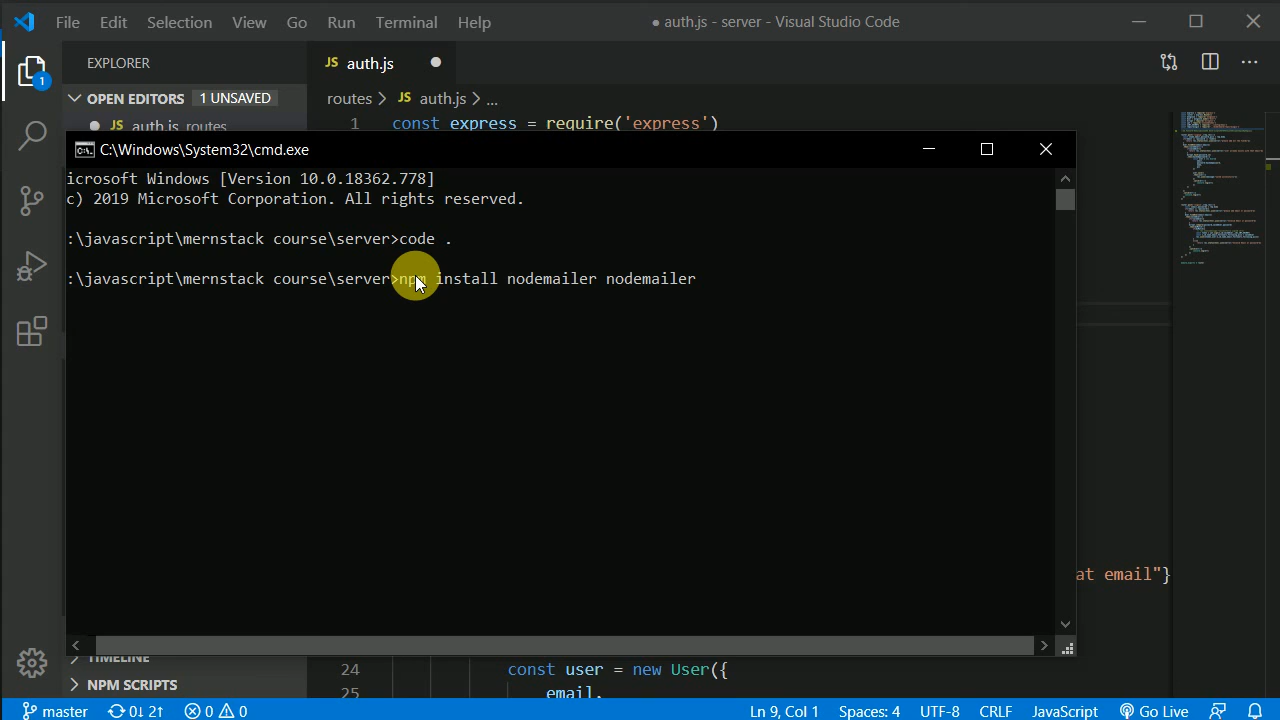 File Edit Selection View Go Run Terminal Help
● auth.js - server - Visual Studio Code
EXPLORER
JS auth.js
1
OPEN EDITORS 1 UNSAVED
routes > JS auth.js > ...
JS auth.js routes
1 const express = require('express')
C:\Windows\System32\cmd.exe
icrosoft Windows [Version 10.0.18362.778]
c) 2019 Microsoft Corporation. All rights reserved.
:\javascript\mernstack course\server>code .
:\javascript\mernstack course\server>npm install nodemailer nodemailer
at email"}
TIMELINE
24 const user = new User({
NPM SCRIPTS
25 email,
master 0↓ 2↑ 0 0 Ln 9, Col 1 Spaces: 4 UTF-8 CRLF JavaScript Go Live